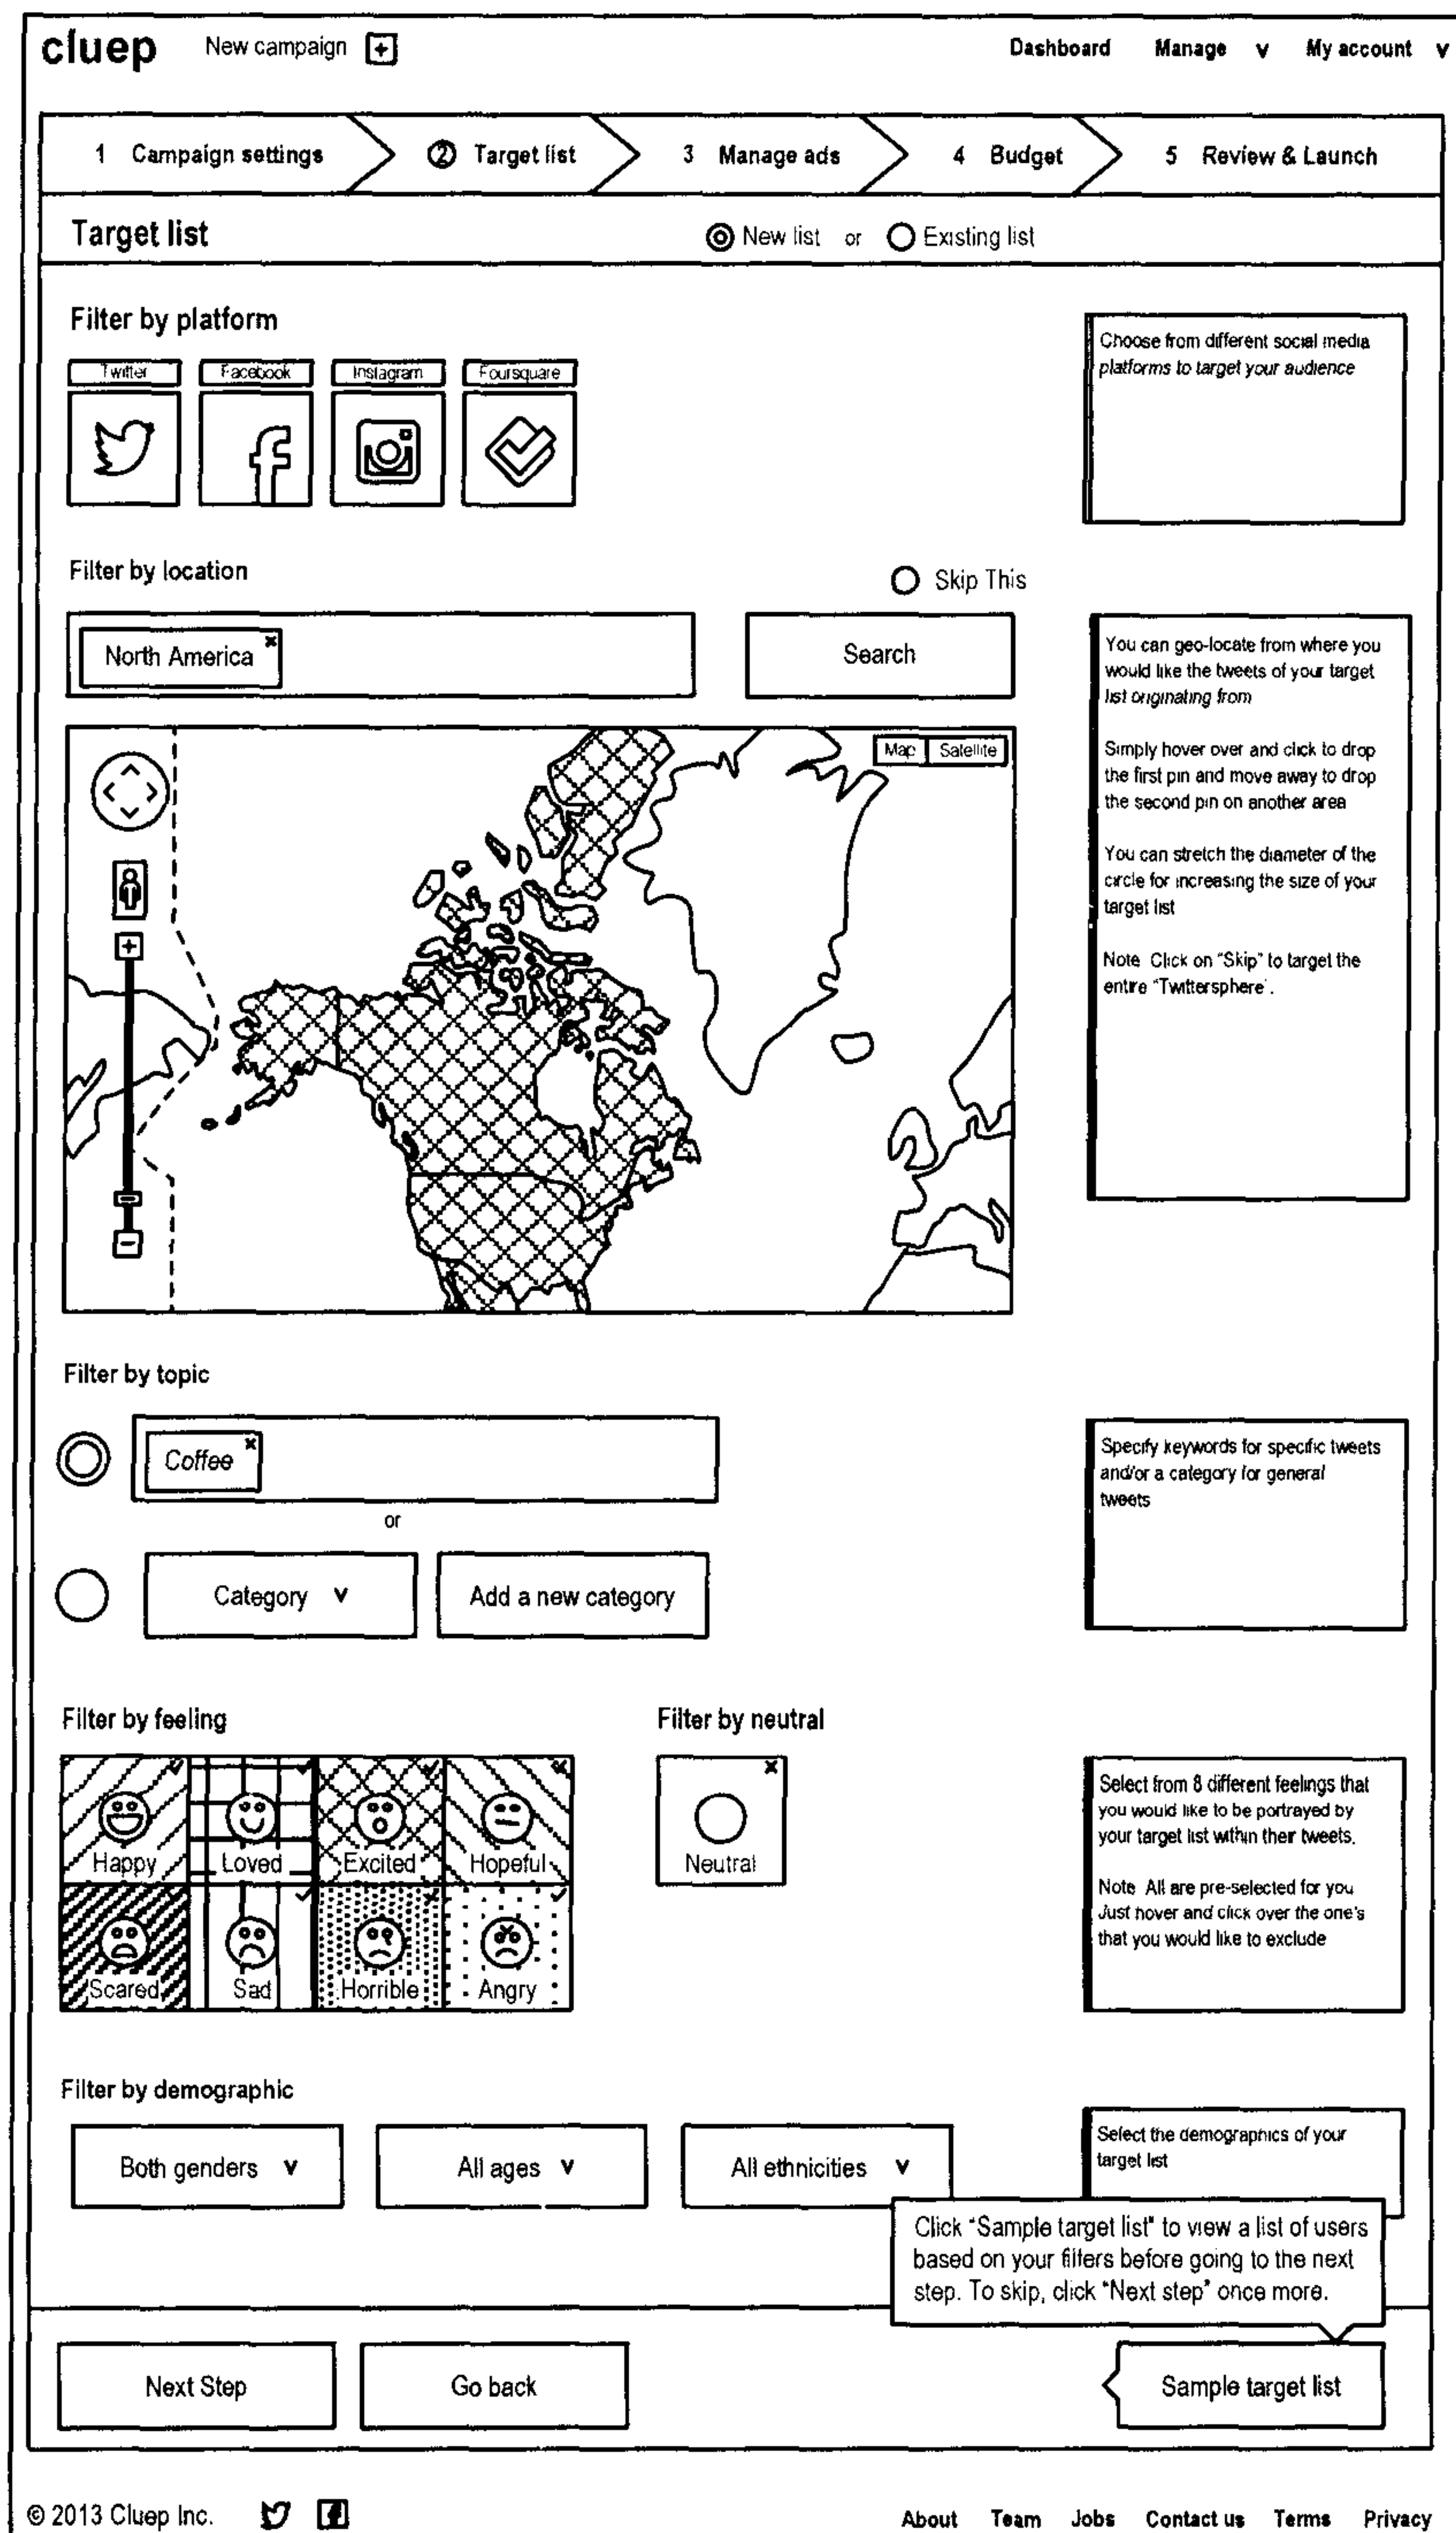 cluep New campaign + Dashboard Manage v My account v
1 Campaign settings 2 Target list 3 Manage ads 4 Budget 5 Review & Launch
Target list New list or Existing list
Filter by platform
Twitter Facebook Instagram Foursquare
Choose from different social media
platforms to target your audience
Filter by location Skip This
North America x Search
Map Satellite
You can geo-locate from where you
would like the tweets of your target
list originating from
Simply hover over and click to drop
the first pin and move away to drop
the second pin on another area
You can stretch the diameter of the
circle for increasing the size of your
target list
Note Click on "Skip" to target the
entire "Twittersphere'.
Filter by topic
Coffee x
or
Category v Add a new category
Specify keywords for specific tweets
and/or a category for general
tweets
Filter by feeling Filter by neutral
Happy Loved Excited Hopeful
Scared Sad Horrible Angry
x
Neutral
Select from 8 different feelings that
you would like to be portrayed by
your target list within their tweets.
Note All are pre-selected for you
Just hover and click over the one's
that you would like to exclude
Filter by demographic
Both genders v All ages v All ethnicities v
Select the demographics of your
target list
Click "Sample target list" to view a list of users
based on your filters before going to the next
step. To skip, click "Next step" once more.
Next Step Go back Sample target list
© 2013 Cluep Inc. About Team Jobs Contact us Terms Privacy